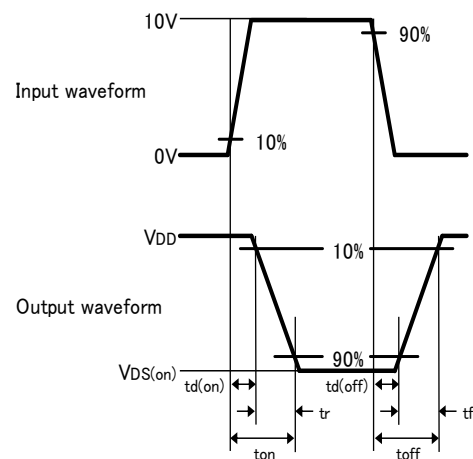 10V
90%
Input waveform
10%
0V
VDD
10%
Output waveform
90%
VDS(on)
td(on) td(off)
tr tf
ton toff